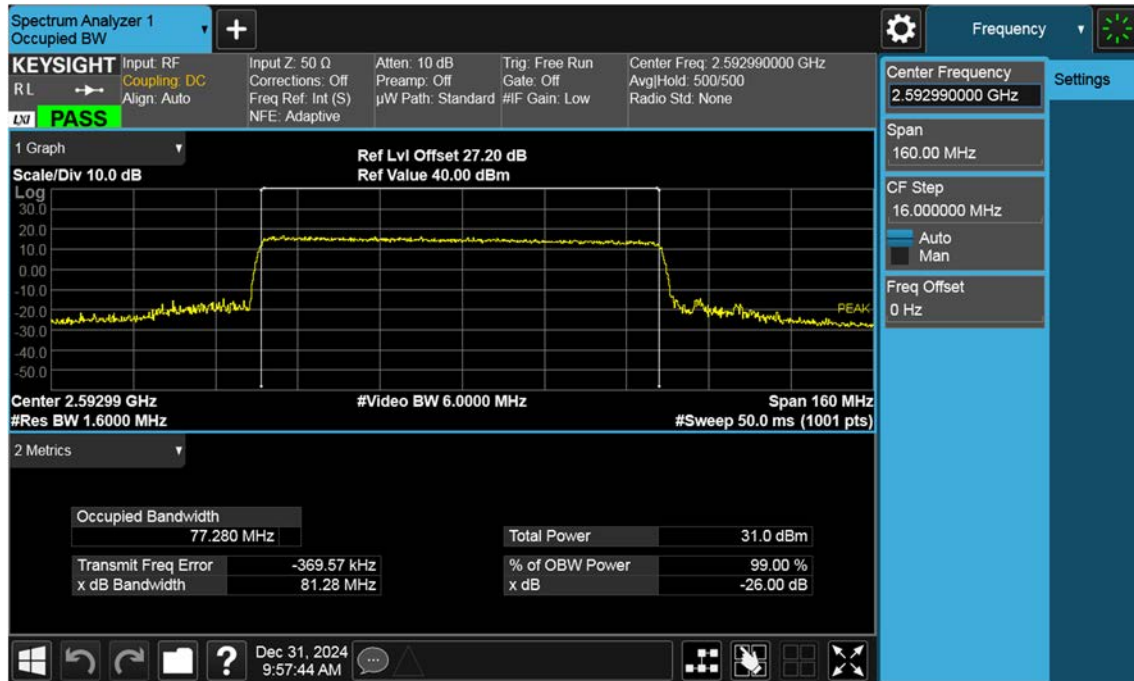 Spectrum Analyzer 1
Occupied BW
+
Frequency
KEYSIGHT
R L
LXI
PASS
Input: RF
Coupling: DC
Align: Auto
Input Z: 50 Ω
Corrections: Off
Freq Ref: Int (S)
NFE: Adaptive
Atten: 10 dB
Preamp: Off
µW Path: Standard
Trig: Free Run
Gate: Off
#IF Gain: Low
Center Freq: 2.592990000 GHz
Avg|Hold: 500/500
Radio Std: None
Center Frequency
2.592990000 GHz
Settings
Span
160.00 MHz
CF Step
16.000000 MHz
Auto
Man
Freq Offset
0 Hz
1 Graph
Scale/Div 10.0 dB
Ref Lvl Offset 27.20 dB
Ref Value 40.00 dBm
Log
30.0
20.0
10.0
0.00
-10.0
-20.0
-30.0
-40.0
-50.0
PEAK
Center 2.59299 GHz
#Video BW 6.0000 MHz
Span 160 MHz
#Res BW 1.6000 MHz
#Sweep 50.0 ms (1001 pts)
2 Metrics
Occupied Bandwidth
77.280 MHz
Total Power 31.0 dBm
Transmit Freq Error -369.57 kHz
% of OBW Power 99.00 %
x dB Bandwidth 81.28 MHz
x dB -26.00 dB
?
Dec 31, 2024
9:57:44 AM